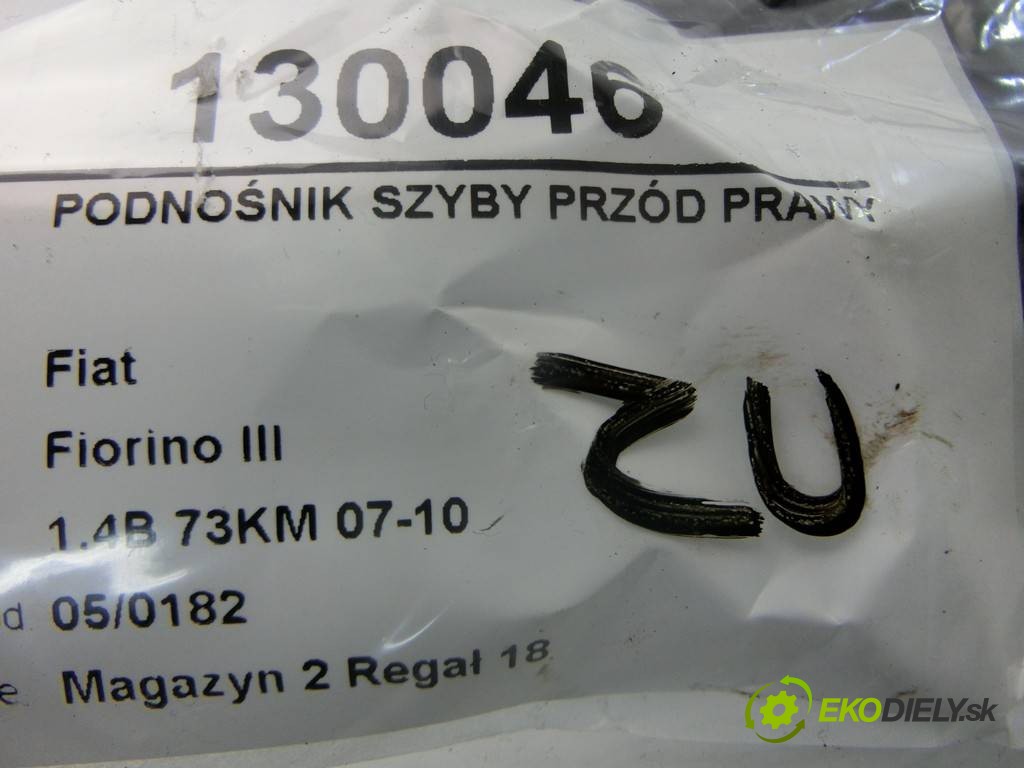 130046
PODNOŚNIK SZYBY PRZÓD PRAWY
Fiat
Fiorino III
1.4B 73KM 07-10
d 05/0182
e Magazyn 2 Regał 18
ZU
EKODIELY.sk